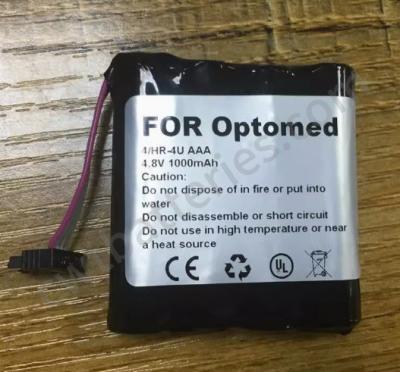 FOR Optomed
4/HR-4U AAA
4.8V 1000mAh
Caution:
Do not dispose of in fire or put into
water
Do not disassemble or short circuit
Do not use in high temperature or near
a heat source
CE UL